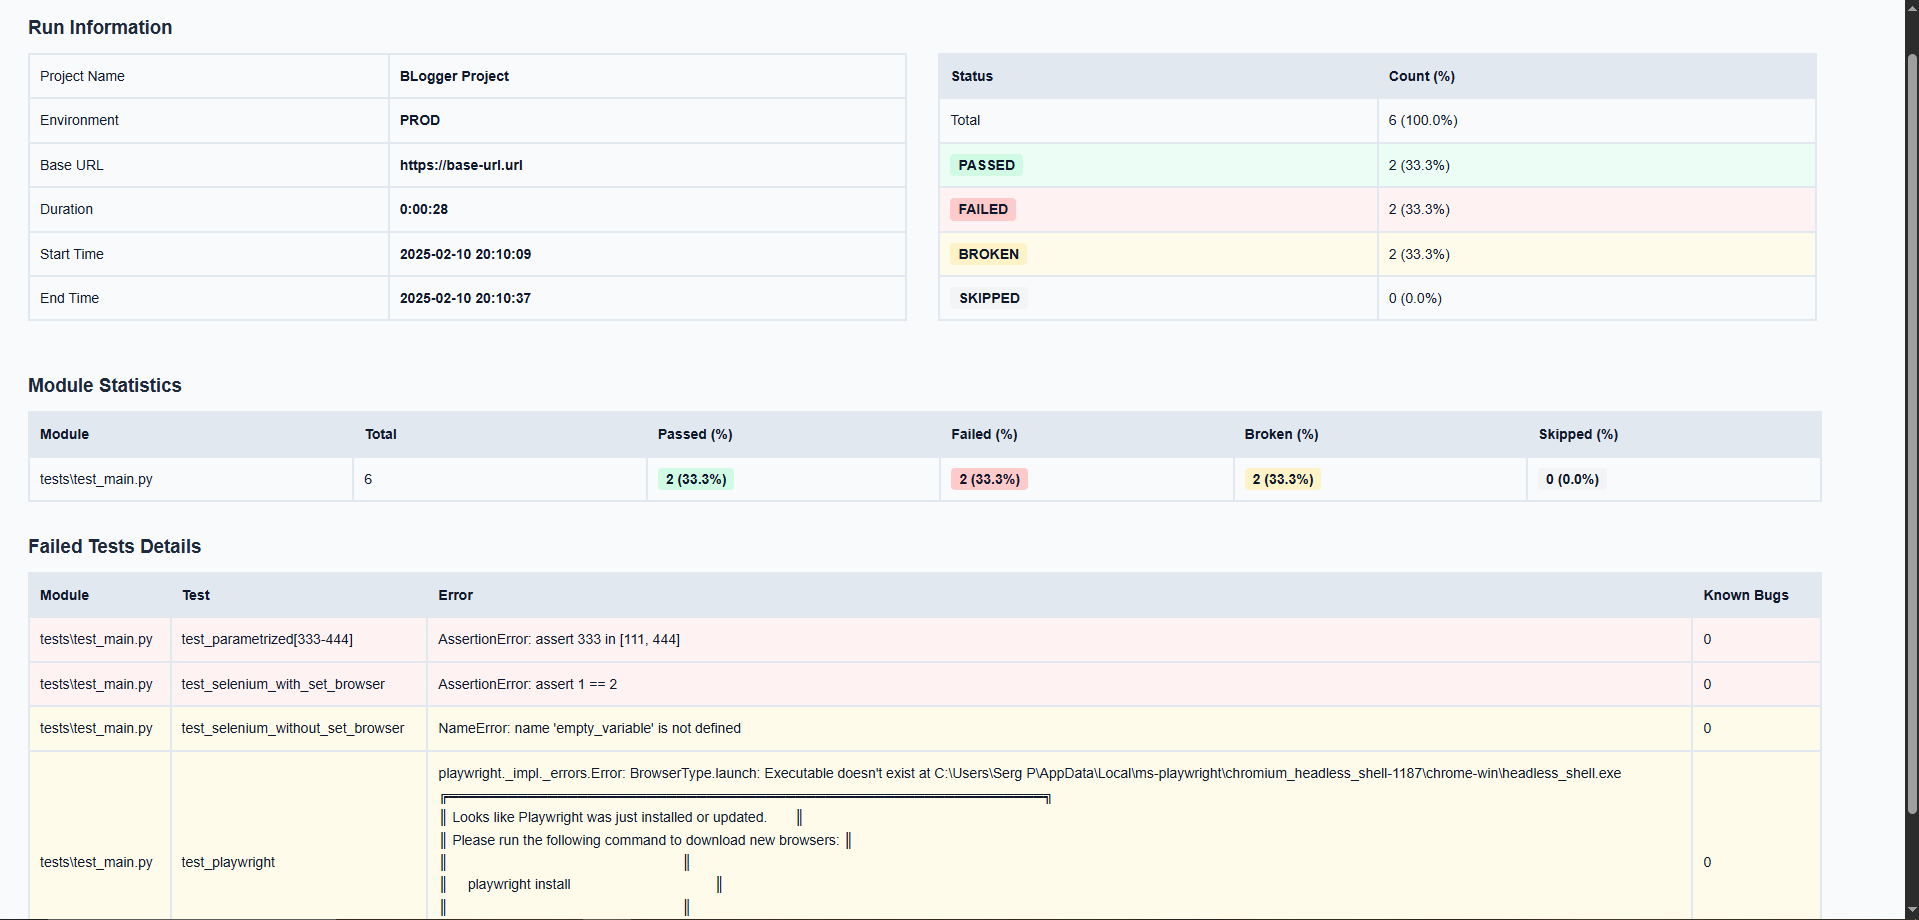 Run Information
Project Name BLogger Project
Environment PROD
Base URL https://base-url.url
Duration 0:00:28
Start Time 2025-02-10 20:10:09
End Time 2025-02-10 20:10:37
Status Count (%)
Total 6 (100.0%)
PASSED 2 (33.3%)
FAILED 2 (33.3%)
BROKEN 2 (33.3%)
SKIPPED 0 (0.0%)
Module Statistics
Module Total Passed (%) Failed (%) Broken (%) Skipped (%)
tests\test_main.py 6 2 (33.3%) 2 (33.3%) 2 (33.3%) 0 (0.0%)
Failed Tests Details
Module Test Error Known Bugs
tests\test_main.py test_parametrized[333-444] AssertionError: assert 333 in [111, 444] 0
tests\test_main.py test_selenium_with_set_browser AssertionError: assert 1 == 2 0
tests\test_main.py test_selenium_without_set_browser NameError: name 'empty_variable' is not defined 0
playwright._impl._errors.Error: BrowserType.launch: Executable doesn't exist at C:\Users\Serg P\AppData\Local\ms-playwright\chromium_headless_shell-1187\chrome-win\headless_shell.exe
Looks like Playwright was just installed or updated.
Please run the following command to download new browsers:
tests\test_main.py test_playwright 0
playwright install